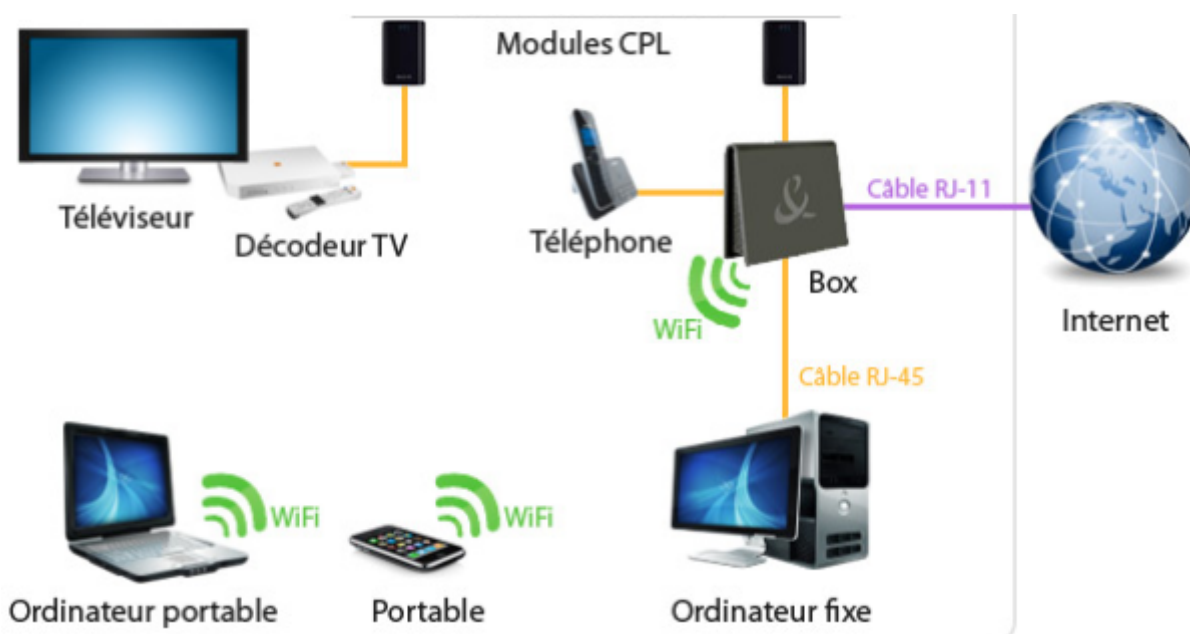 Modules CPL
Téléviseur
Décodeur TV
Téléphone
Câble RJ-11
Box
WiFi
Internet
Câble RJ-45
WiFi
WiFi
Ordinateur portable
Portable
Ordinateur fixe